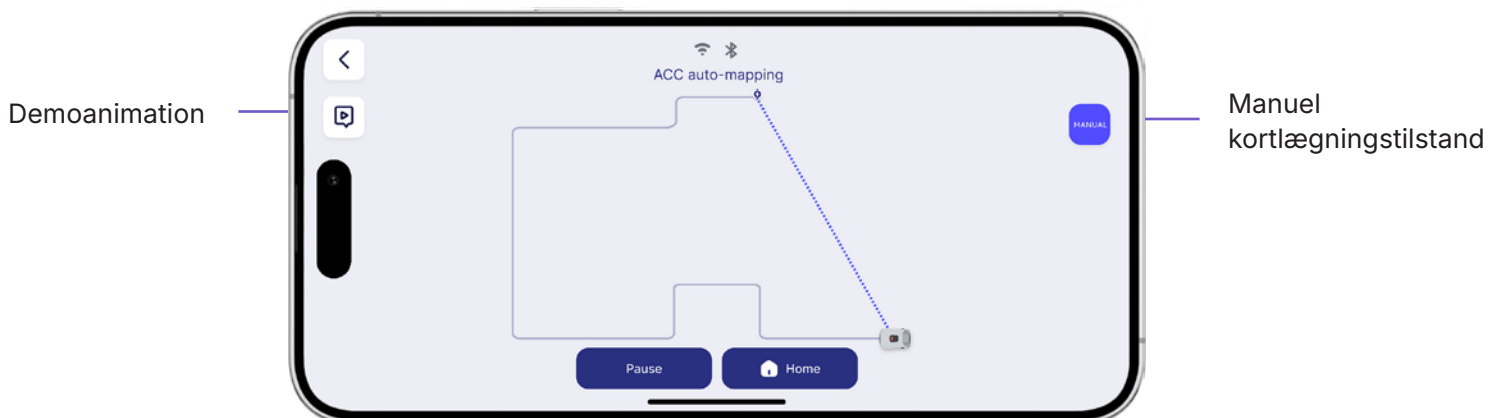 ACC auto-mapping
Demoanimation
MANUAL
Manuel
kortlægningstilstand
Pause
Home